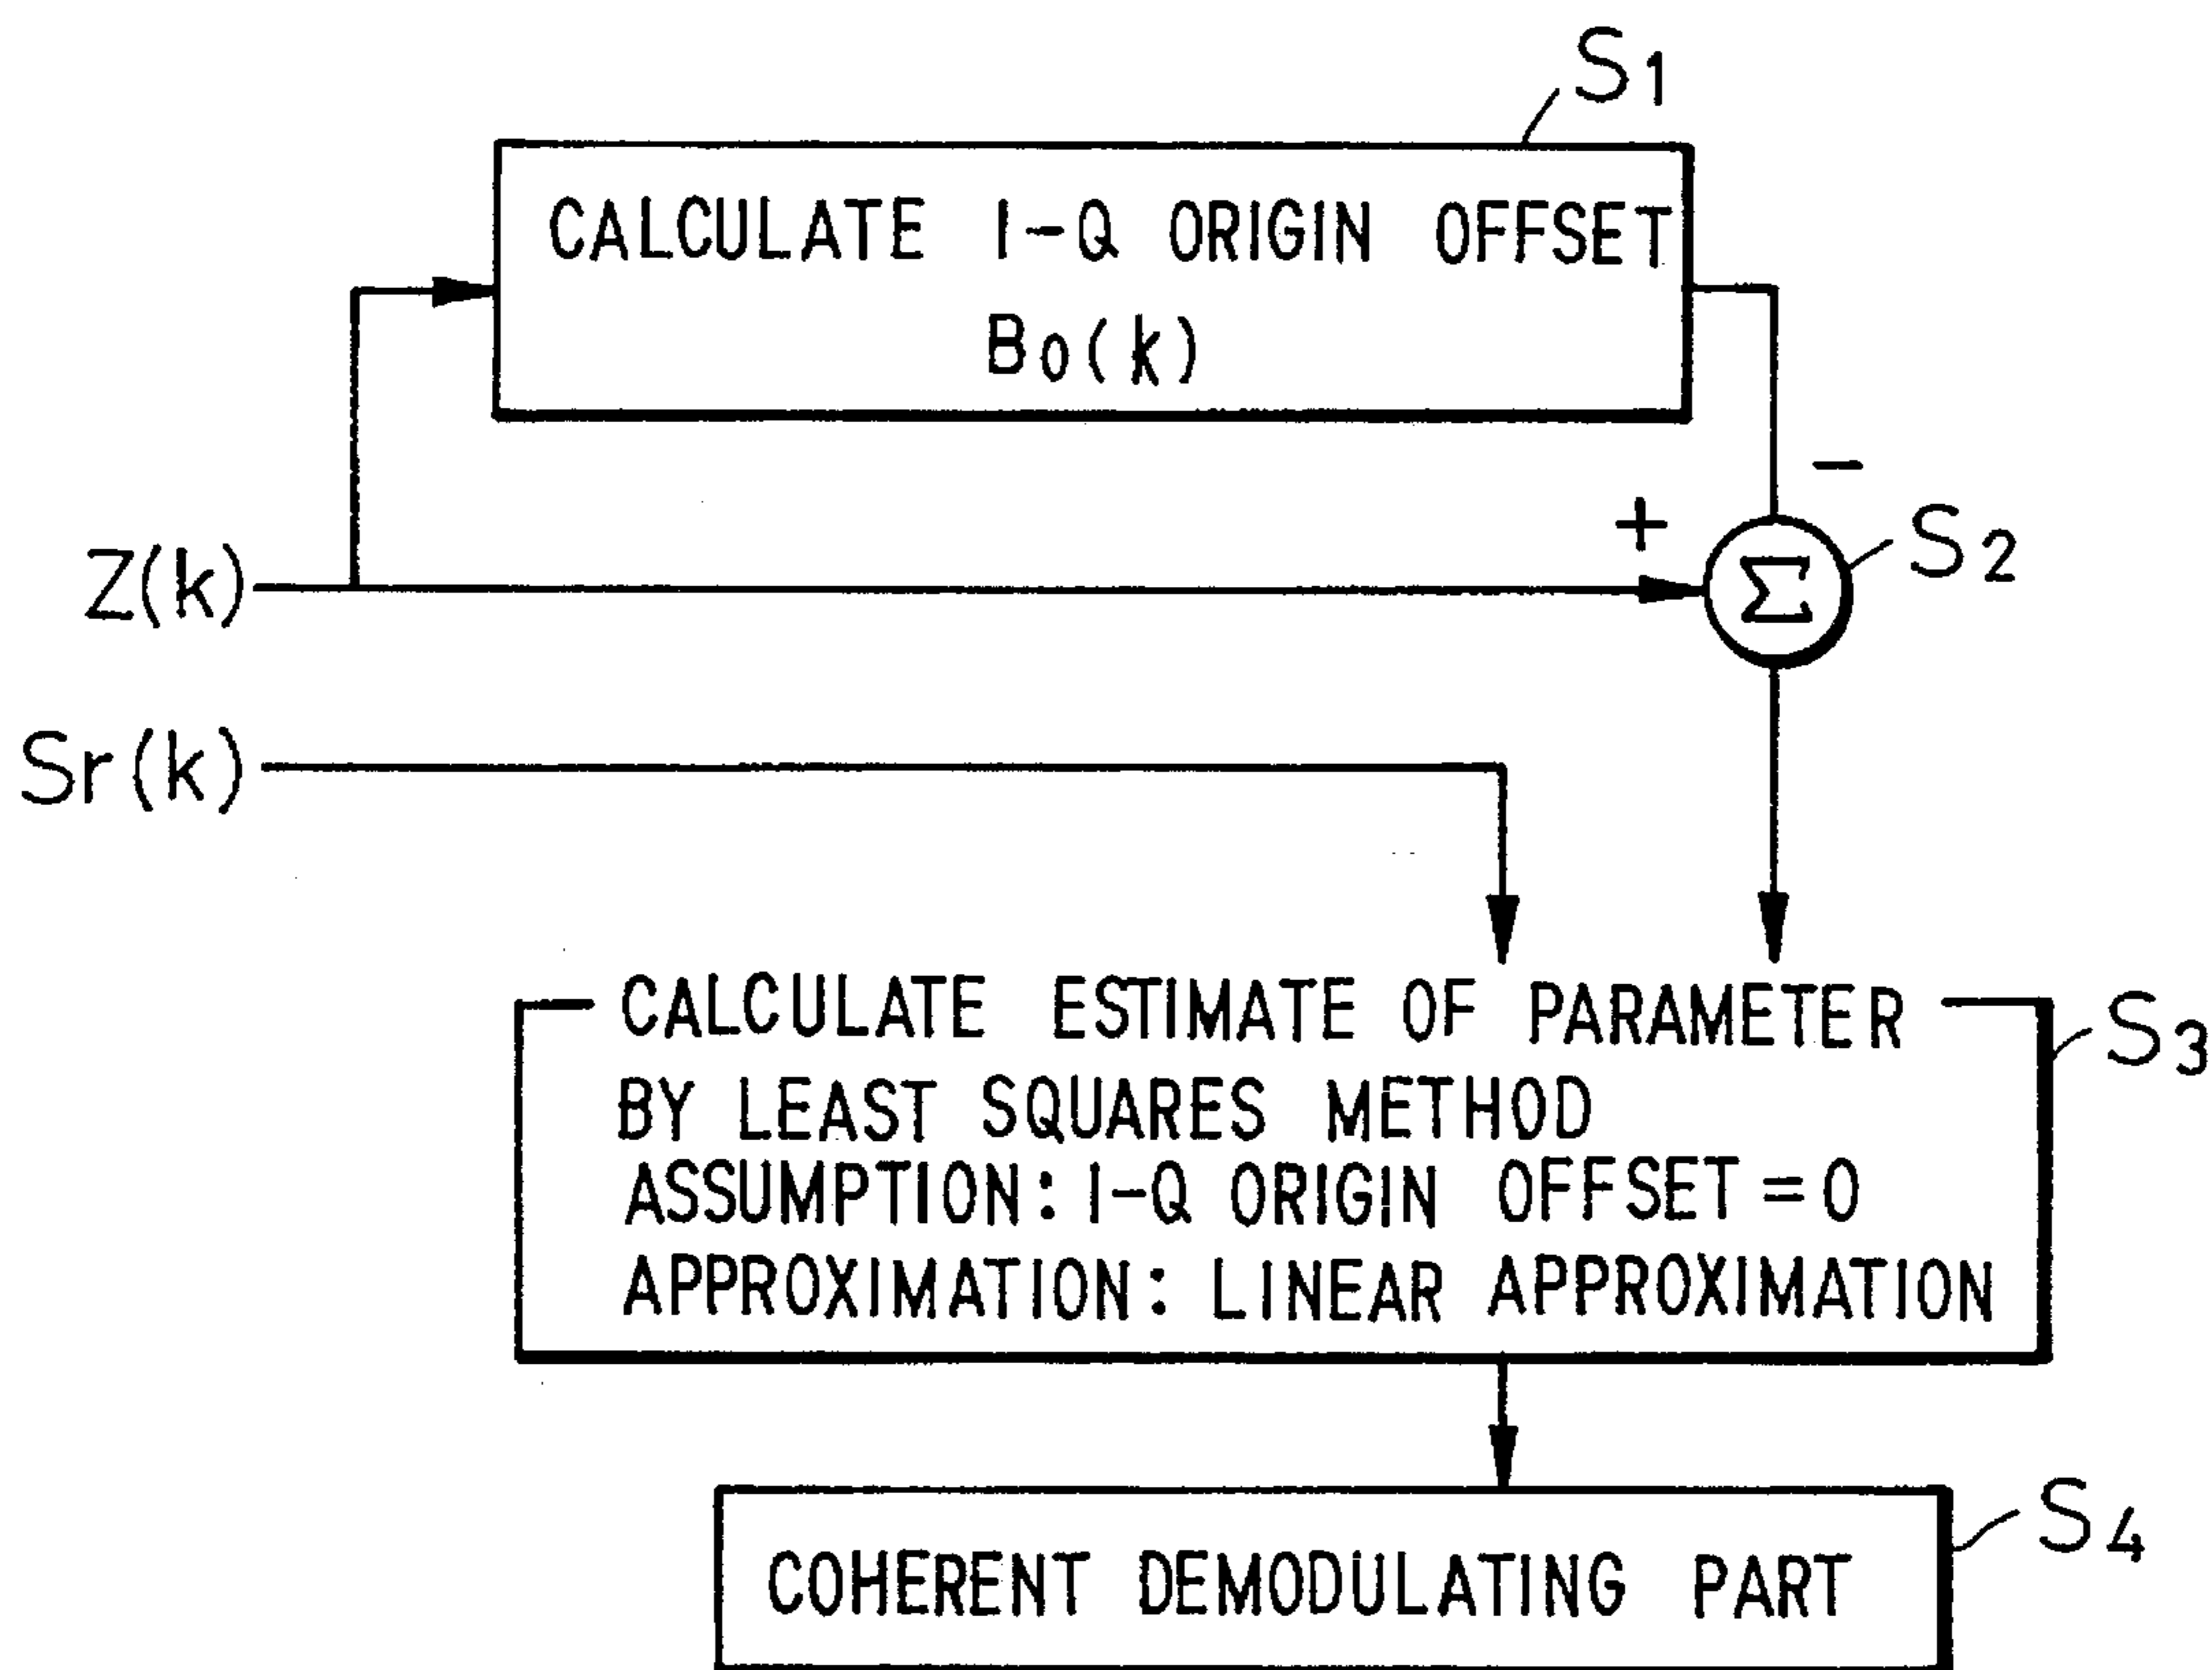 S1
CALCULATE I-Q ORIGIN OFFSET
Bo(k)
-
+
Z(k)
Σ
S2
Sr(k)
CALCULATE ESTIMATE OF PARAMETER
S3
BY LEAST SQUARES METHOD
ASSUMPTION: I-Q ORIGIN OFFSET = 0
APPROXIMATION: LINEAR APPROXIMATION
S4
COHERENT DEMODULATING PART